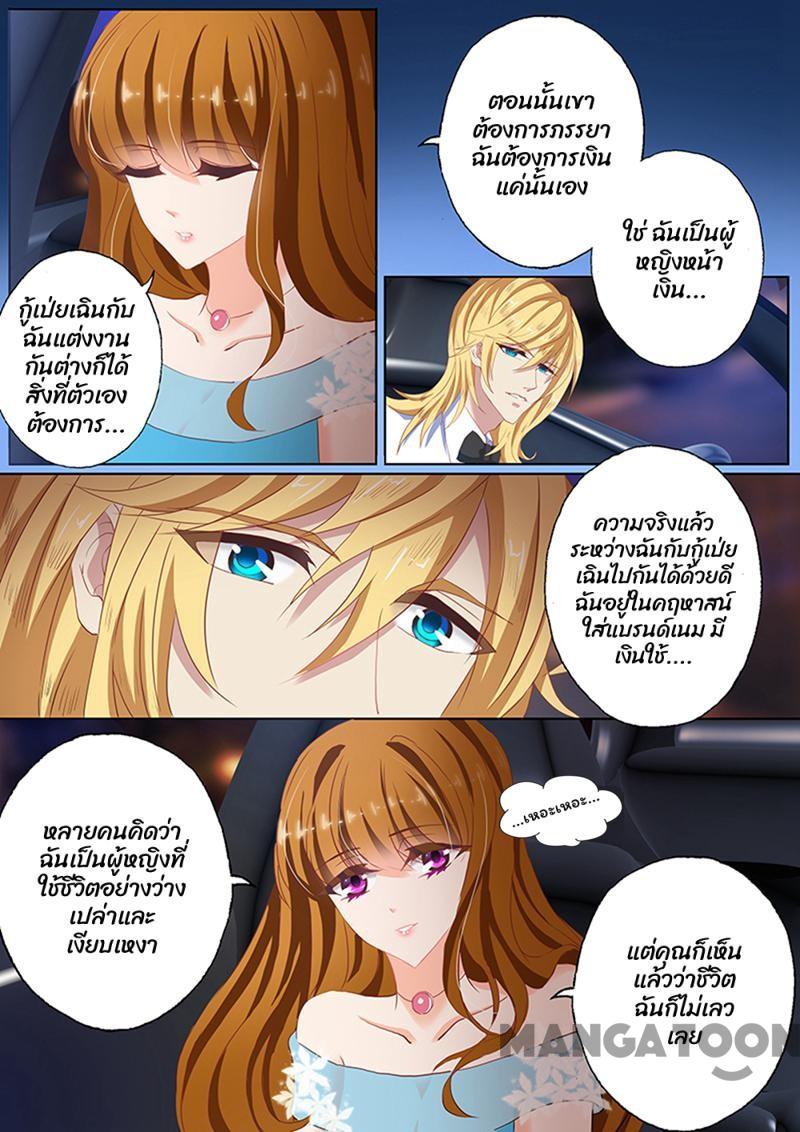 ตอนนั้นเขา
ต้องการภรรยา
ฉันต้องการเงิน
แค่นั้นเอง
ใช่ ฉันเป็นผู้
หญิงหน้า
เงิน...
กู้เป่ยเฉินกับ
ฉันแต่งงาน
กันต่างก็ได้
สิ่งที่ตัวเอง
ต้องการ...
ความจริงแล้ว
ระหว่างฉันกับกู้เป่ย
เฉินไปกันได้ด้วยดี
ฉันอยู่ในคฤหาสน์
ใส่แบรนด์เนม มี
เงินใช้....
...เหอะเหอะ...
หลายคนคิดว่า
ฉันเป็นผู้หญิงที่
ใช้ชีวิตอย่างว่าง
เปล่าและ
เงียบเหงา
แต่คุณก็เห็น
แล้วว่าชีวิต
ฉันก็ไม่เลว
เลย
MANGATOON